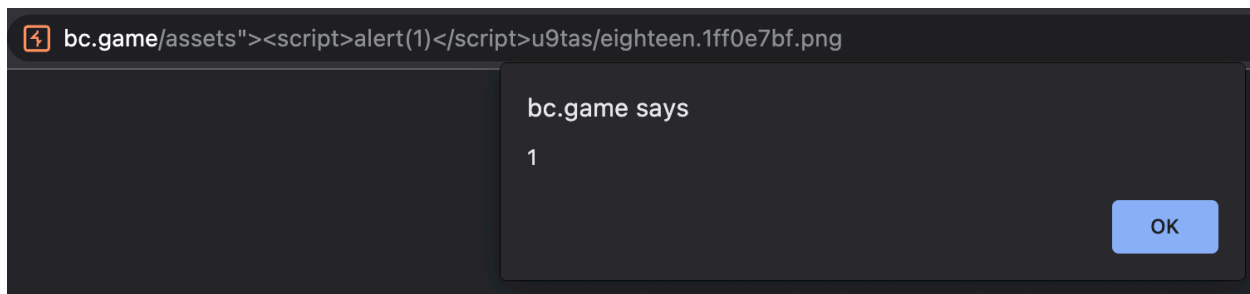 bc.game/assets"><script>alert(1)</script>u9tas/eighteen.1ff0e7bf.png
bc.game says
1
OK